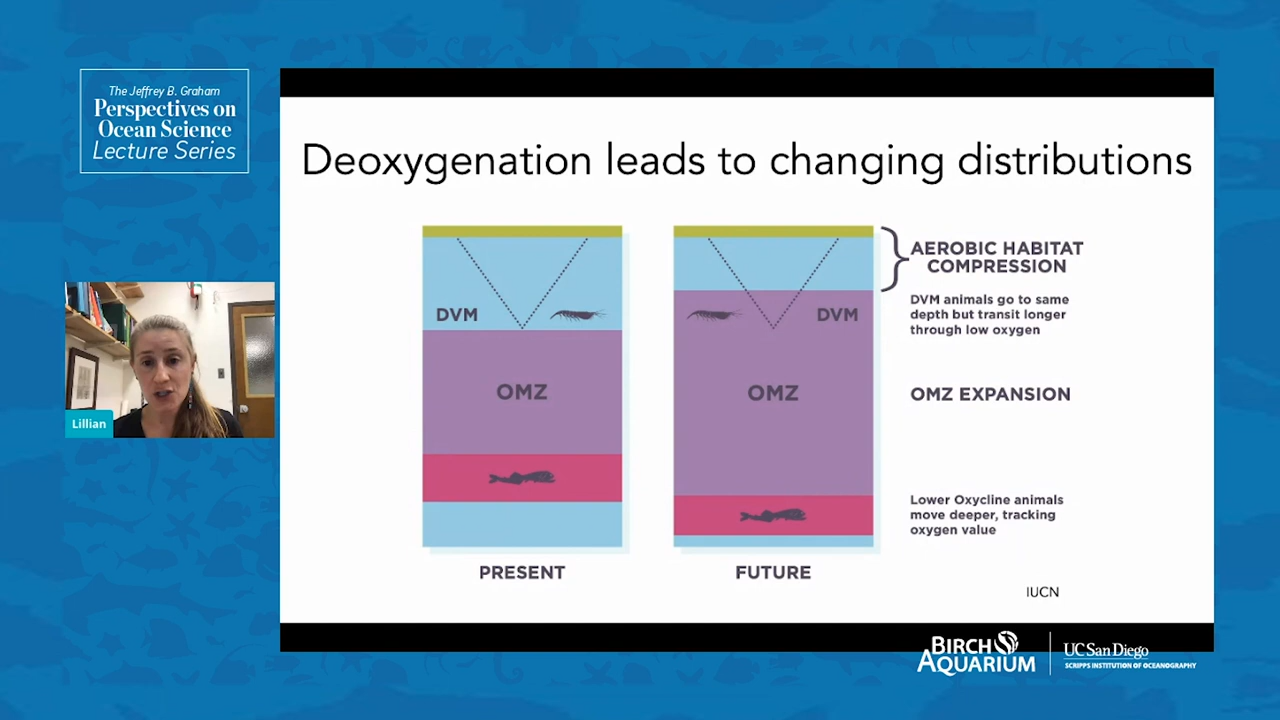 The Jeffrey B. Graham
Perspectives on
Ocean Science
Lecture Series
Lillian
Deoxygenation leads to changing distributions
DVM
OMZ
PRESENT
DVM
OMZ
FUTURE
AEROBIC HABITAT
COMPRESSION
DVM animals go to same
depth but transit longer
through low oxygen
OMZ EXPANSION
Lower Oxycline animals
move deeper, tracking
oxygen value
IUCN
BIRCH
AQUARIUM
UC San Diego
SCRIPPS INSTITUTION OF OCEANOGRAPHY